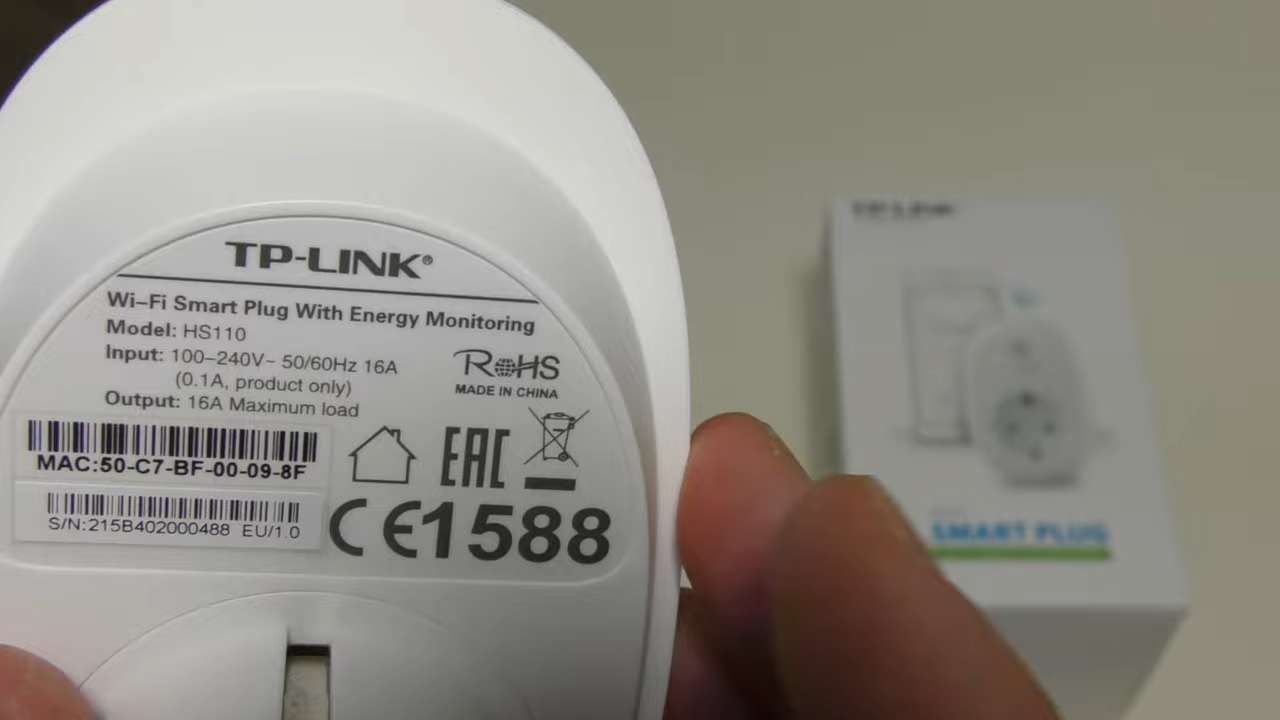 TP-LINK®
Wi-Fi Smart Plug With Energy Monitoring
Model: HS110
Input: 100–240V~ 50/60Hz 16A
(0.1A, product only)
Output: 16A Maximum load
RoHS
MADE IN CHINA
MAC:50-C7-BF-00-09-8F
S/N:215B402000488 EU/1.0
EAC
CE1588
TP-LINK
SMART PLUG